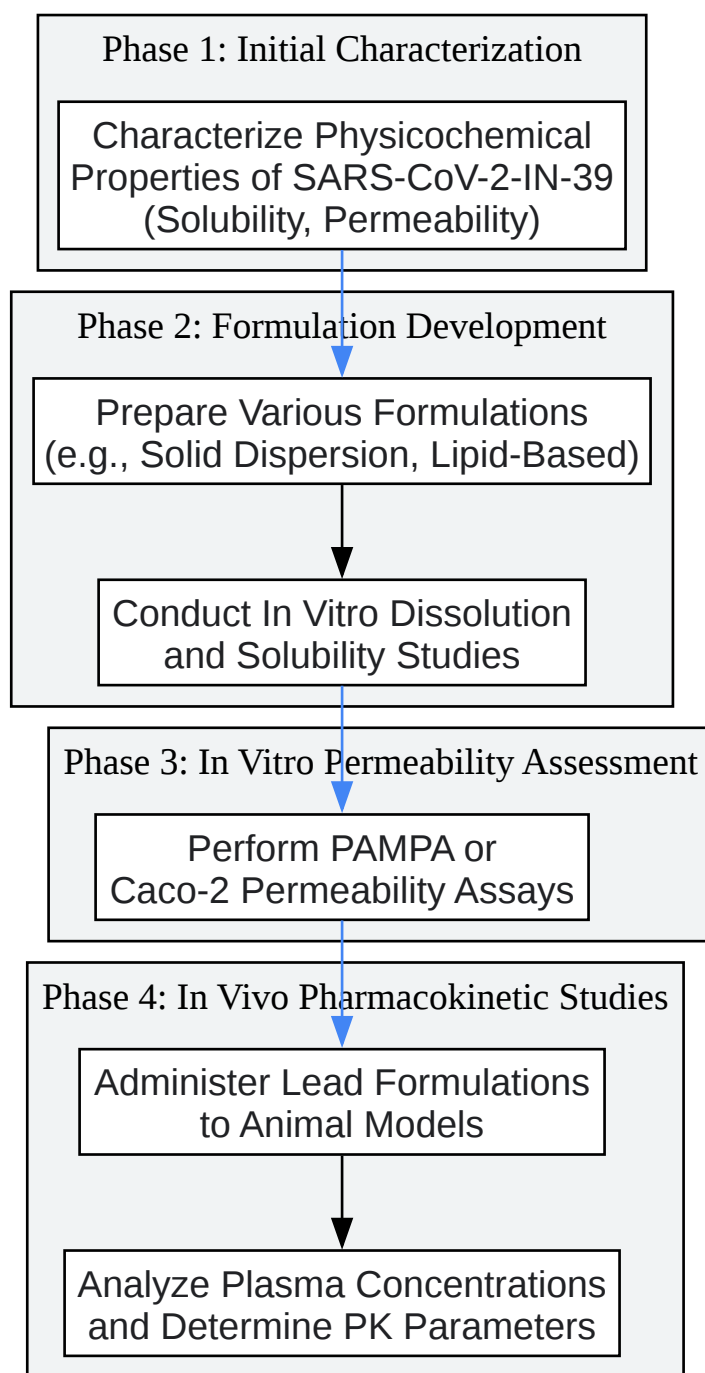 Phase 1: Initial Characterization
Characterize Physicochemical
Properties of SARS-CoV-2-IN-39
(Solubility, Permeability)
Phase 2: Formulation Development
Prepare Various Formulations
(e.g., Solid Dispersion, Lipid-Based)
Conduct In Vitro Dissolution
and Solubility Studies
Phase 3: In Vitro Permeability Assessment
Perform PAMPA or
Caco-2 Permeability Assays
Phase 4: In Vivo Pharmacokinetic Studies
Administer Lead Formulations
to Animal Models
Analyze Plasma Concentrations
and Determine PK Parameters